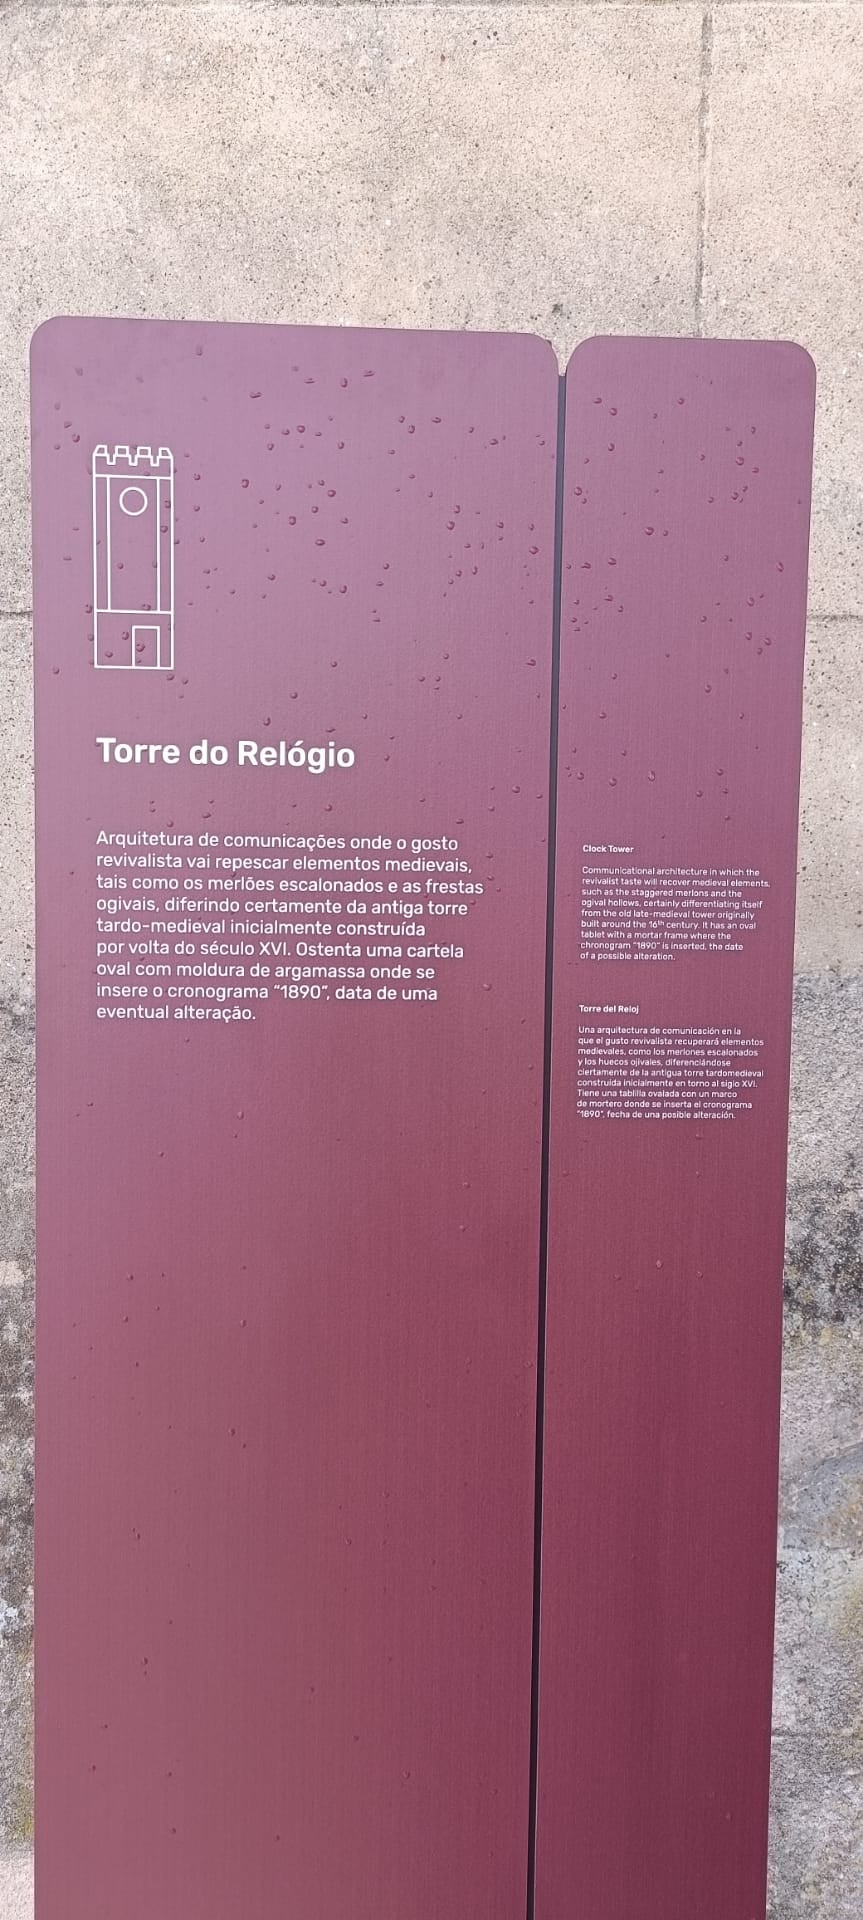 Torre do Relógio
Arquitetura de comunicações onde o gosto
revivalista vai repescar elementos medievais,
tais como os merlões escalonados e as frestas
ogivais, diferindo certamente da antiga torre
tardo-medieval inicialmente construída
por volta do século XVI. Ostenta uma cartela
oval com moldura de argamassa onde se
insere o cronograma “1890”, data de uma
eventual alteração.
Clock Tower
Communicational architecture in which the
revivalist taste will recover medieval elements,
such as the staggered merlons and the
ogival hollows, certainly differentiating itself
from the old late-medieval tower originally
built around the 16th century. It has an oval
tablet with a mortar frame where the
chronogram “1890” is inserted, the date
of a possible alteration.
Torre del Reloj
Una arquitectura de comunicación en la
que el gusto revivalista recuperará elementos
medievales, como los merlones escalonados
y los huecos ojivales, diferenciándose
ciertamente de la antigua torre tardomedieval
construida inicialmente en torno al siglo XVI.
Tiene una tablilla ovalada con un marco
de mortero donde se inserta el cronograma
“1890”, fecha de una posible alteración.